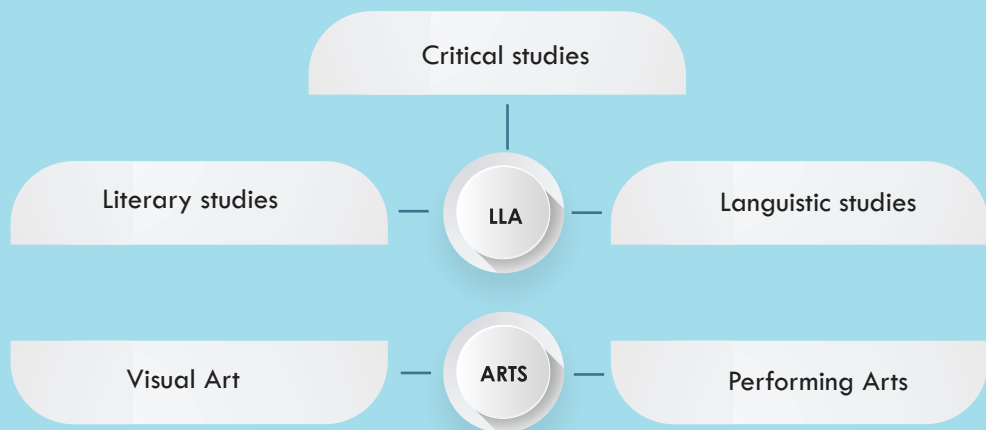 Critical studies
Literary studies
LLA
Languistic studies
Visual Art
ARTS
Performing Arts